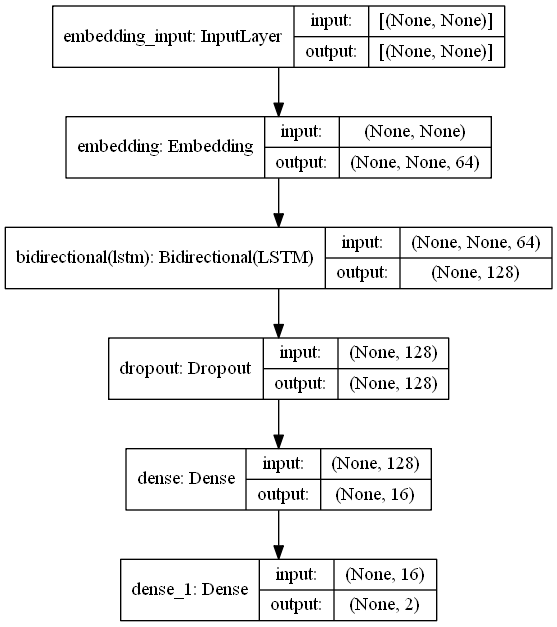 embedding_input: InputLayer
input: [(None, None)]
output: [(None, None)]
embedding: Embedding
input: (None, None)
output: (None, None, 64)
bidirectional(lstm): Bidirectional(LSTM)
input: (None, None, 64)
output: (None, 128)
dropout: Dropout
input: (None, 128)
output: (None, 128)
dense: Dense
input: (None, 128)
output: (None, 16)
dense_1: Dense
input: (None, 16)
output: (None, 2)